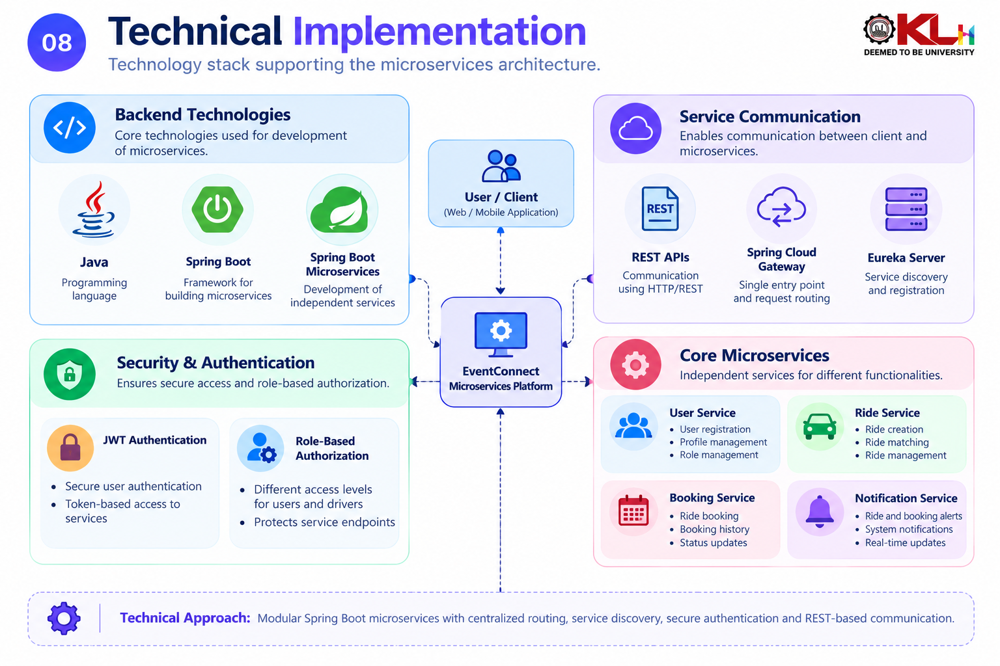 08
Technical Implementation
Technology stack supporting the microservices architecture.
KLH
DEEMED TO BE UNIVERSITY
Backend Technologies
Core technologies used for development
of microservices.
Java
Programming
language
Spring Boot
Framework for
building microservices
Spring Boot
Microservices
Development of
independent services
User / Client
(Web / Mobile Application)
Service Communication
Enables communication between client and
microservices.
REST
REST APIs
Communication
using HTTP/REST
Spring Cloud
Gateway
Single entry point
and request routing
Eureka Server
Service discovery
and registration
EventConnect
Microservices Platform
Security & Authentication
Ensures secure access and role-based authorization.
JWT Authentication
• Secure user authentication
• Token-based access to
services
Role-Based
Authorization
• Different access levels
for users and drivers
• Protects service endpoints
Core Microservices
Independent services for different functionalities.
User Service
• User registration
• Profile management
• Role management
Ride Service
• Ride creation
• Ride matching
• Ride management
Booking Service
• Ride booking
• Booking history
• Status updates
Notification Service
• Ride and booking alerts
• System notifications
• Real-time updates
Technical Approach: Modular Spring Boot microservices with centralized routing, service discovery, secure authentication and REST-based communication.